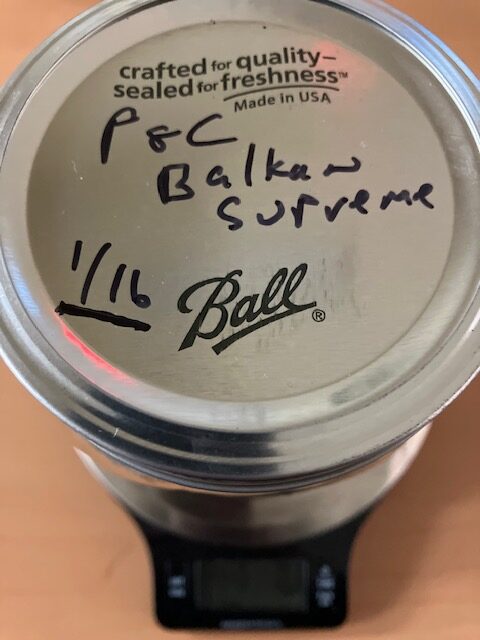 crafted for quality–
sealed for freshness™
Made in USA
P & C
Balkan
Supreme
1/16
Ball®